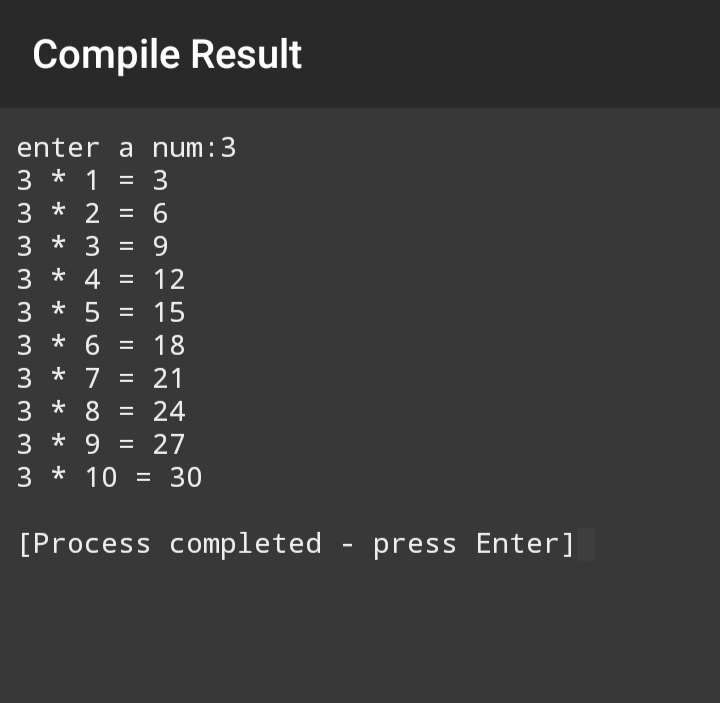 Compile Result
enter a num:3
3 * 1 = 3
3 * 2 = 6
3 * 3 = 9
3 * 4 = 12
3 * 5 = 15
3 * 6 = 18
3 * 7 = 21
3 * 8 = 24
3 * 9 = 27
3 * 10 = 30
[Process completed - press Enter]